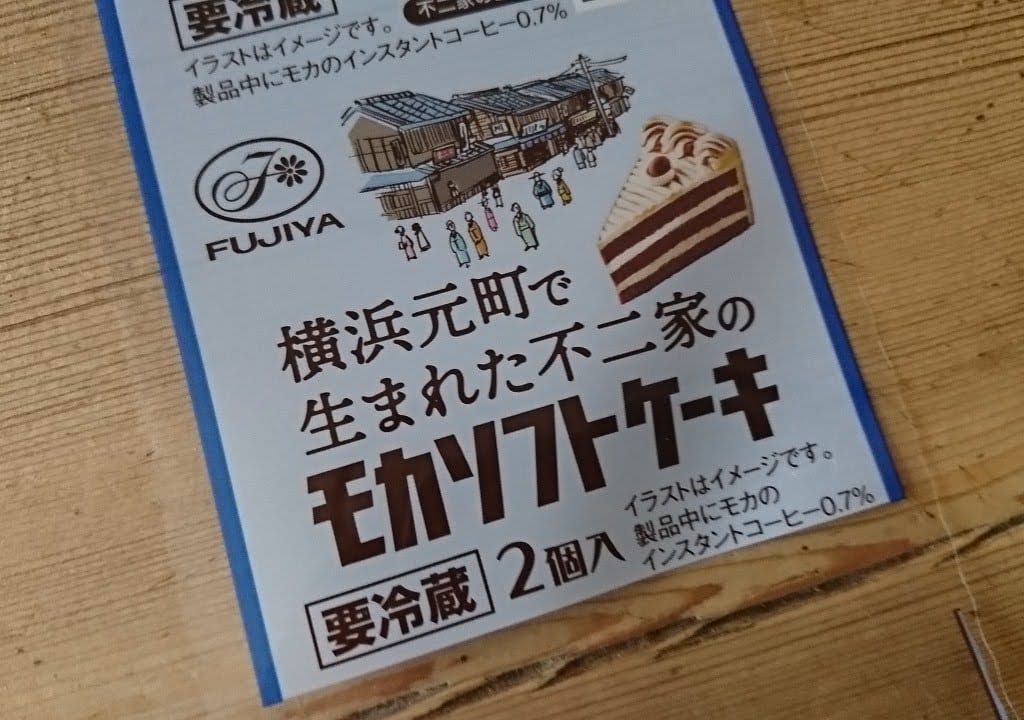 要冷蔵
不二家の
イラストはイメージです。
製品中にモカのインスタントコーヒー0.7%
FUJIYA
横浜元町で
生まれた不二家の
モカソフトケーキ
イラストはイメージです。
製品中にモカの
インスタントコーヒー0.7%
要冷蔵
2個入